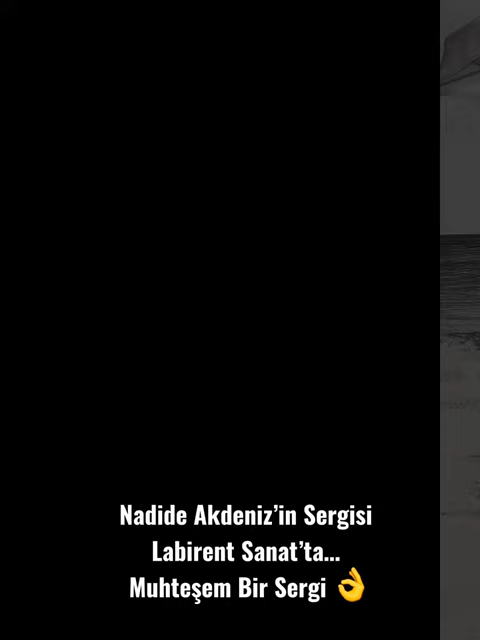 Nadide Akdeniz’in Sergisi
Labirent Sanat’ta...
Muhteşem Bir Sergi 👌